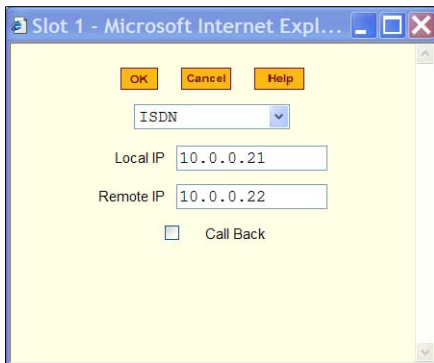 Slot 1 - Microsoft Internet Expl...
OK Cancel Help
ISDN
Local IP 10.0.0.21
Remote IP 10.0.0.22
Call Back